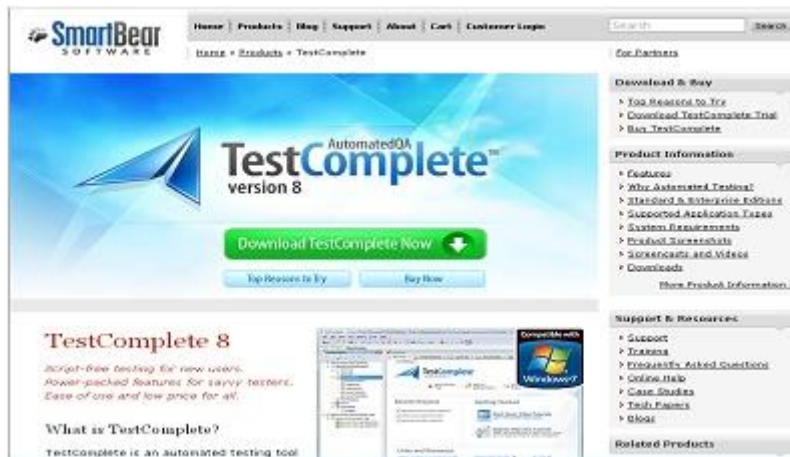 SmartBear
SOFTWARE
Home | Products | Blog | Support | About | Cart | Customer Login
Search
Search
Home » Products » TestComplete
For Partners
AutomatedQA
TestComplete™
version 8
Download TestComplete Now
Top Reasons to Try
Buy Now
TestComplete 8
Script-free testing for new users.
Power-packed features for savvy testers.
Ease of use and low price for all.
What is TestComplete?
TestComplete is an automated testing tool
TestComplete
Compatible with
Windows 7
Download & Buy
Top Reasons to Try
Download TestComplete Trial
Buy TestComplete
Product Information
Features
Why Automated Testing?
Standard & Enterprise Editions
Supported Application Types
System Requirements
Product Screenshots
Screencasts and Videos
Downloads
More Product Information
Support & Resources
Support
Training
Frequently Asked Questions
Online Help
Case Studies
Tech Papers
Blogs
Related Products